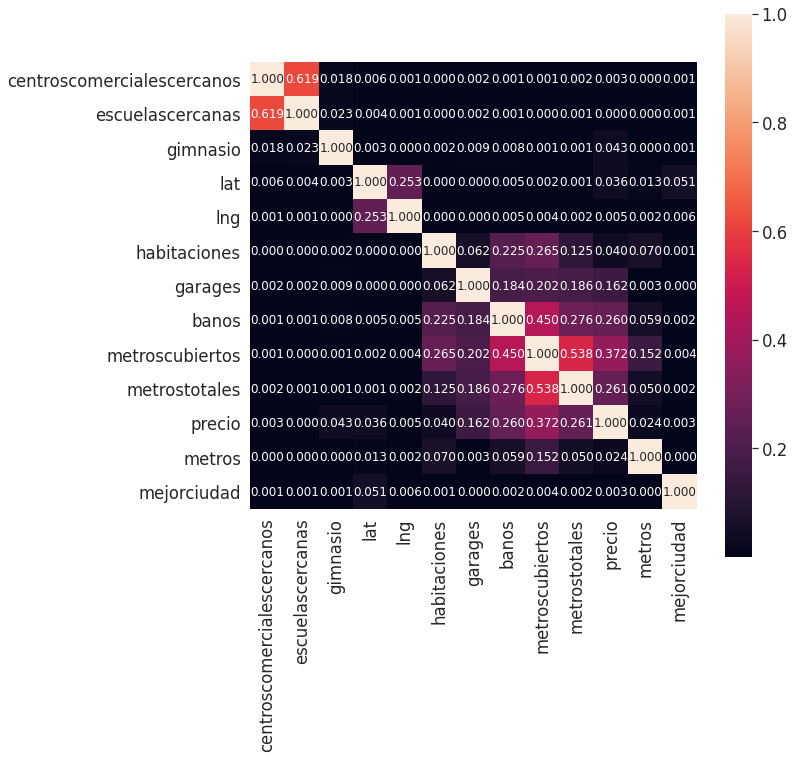 centroscomercialescercanos 1.000 0.619 0.018 0.006 0.001 0.000 0.002 0.001 0.001 0.002 0.003 0.000 0.001
escuelascercanas 0.619 1.000 0.023 0.004 0.001 0.000 0.002 0.001 0.000 0.001 0.000 0.000 0.001
gimnasio 0.018 0.023 1.000 0.003 0.000 0.002 0.009 0.008 0.001 0.001 0.043 0.000 0.001
lat 0.006 0.004 0.003 1.000 0.253 0.000 0.000 0.005 0.002 0.001 0.036 0.013 0.051
lng 0.001 0.001 0.000 0.253 1.000 0.000 0.000 0.005 0.004 0.002 0.005 0.002 0.006
habitaciones 0.000 0.000 0.002 0.000 0.000 1.000 0.062 0.225 0.265 0.125 0.040 0.070 0.001
garages 0.002 0.002 0.009 0.000 0.000 0.062 1.000 0.184 0.202 0.186 0.162 0.003 0.000
banos 0.001 0.001 0.008 0.005 0.005 0.225 0.184 1.000 0.450 0.276 0.260 0.059 0.002
metroscubiertos 0.001 0.000 0.001 0.002 0.004 0.265 0.202 0.450 1.000 0.538 0.372 0.152 0.004
metrostotales 0.002 0.001 0.001 0.001 0.002 0.125 0.186 0.276 0.538 1.000 0.261 0.050 0.002
precio 0.003 0.000 0.043 0.036 0.005 0.040 0.162 0.260 0.372 0.261 1.000 0.024 0.003
metros 0.000 0.000 0.000 0.013 0.002 0.070 0.003 0.059 0.152 0.050 0.024 1.000 0.000
mejorciudad 0.001 0.001 0.001 0.051 0.006 0.001 0.000 0.002 0.004 0.002 0.003 0.000 1.000
centroscomercialescercanos
escuelascercanas
gimnasio
lat
lng
habitaciones
garages
banos
metroscubiertos
metrostotales
precio
metros
mejorciudad
1.0
0.8
0.6
0.4
0.2